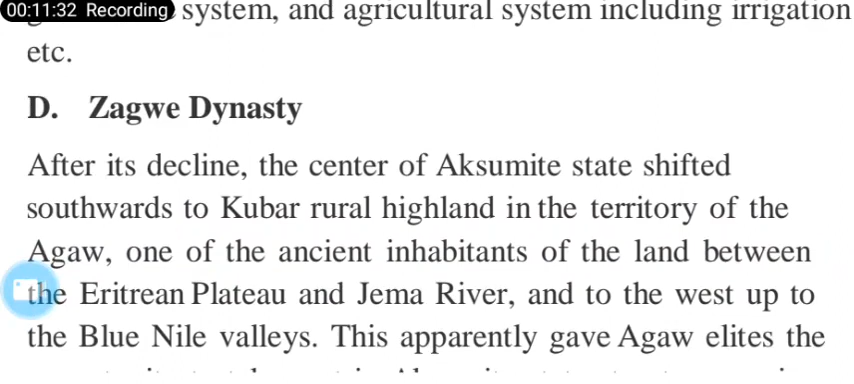 00:11:32 Recording system, and agricultural system including irrigation
etc.
D. Zagwe Dynasty
After its decline, the center of Aksumite state shifted
southwards to Kubar rural highland in the territory of the
Agaw, one of the ancient inhabitants of the land between
the Eritrean Plateau and Jema River, and to the west up to
the Blue Nile valleys. This apparently gave Agaw elites the